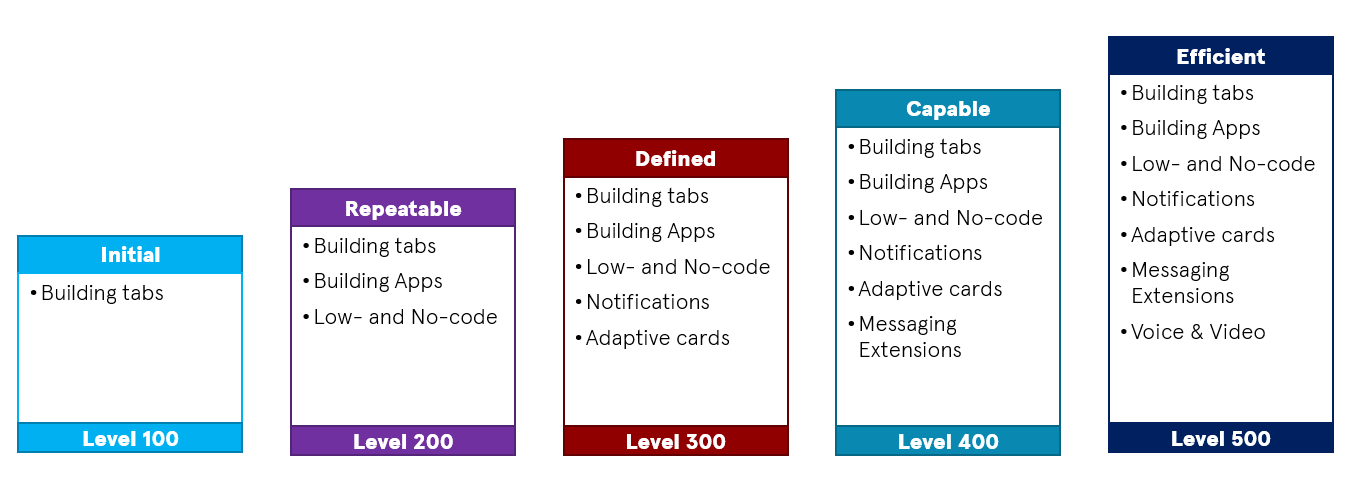 Initial
• Building tabs
Level 100
Repeatable
• Building tabs
• Building Apps
• Low- and No-code
Level 200
Defined
• Building tabs
• Building Apps
• Low- and No-code
• Notifications
• Adaptive cards
Level 300
Capable
• Building tabs
• Building Apps
• Low- and No-code
• Notifications
• Adaptive cards
• Messaging
Extensions
Level 400
Efficient
• Building tabs
• Building Apps
• Low- and No-code
• Notifications
• Adaptive cards
• Messaging
Extensions
• Voice & Video
Level 500